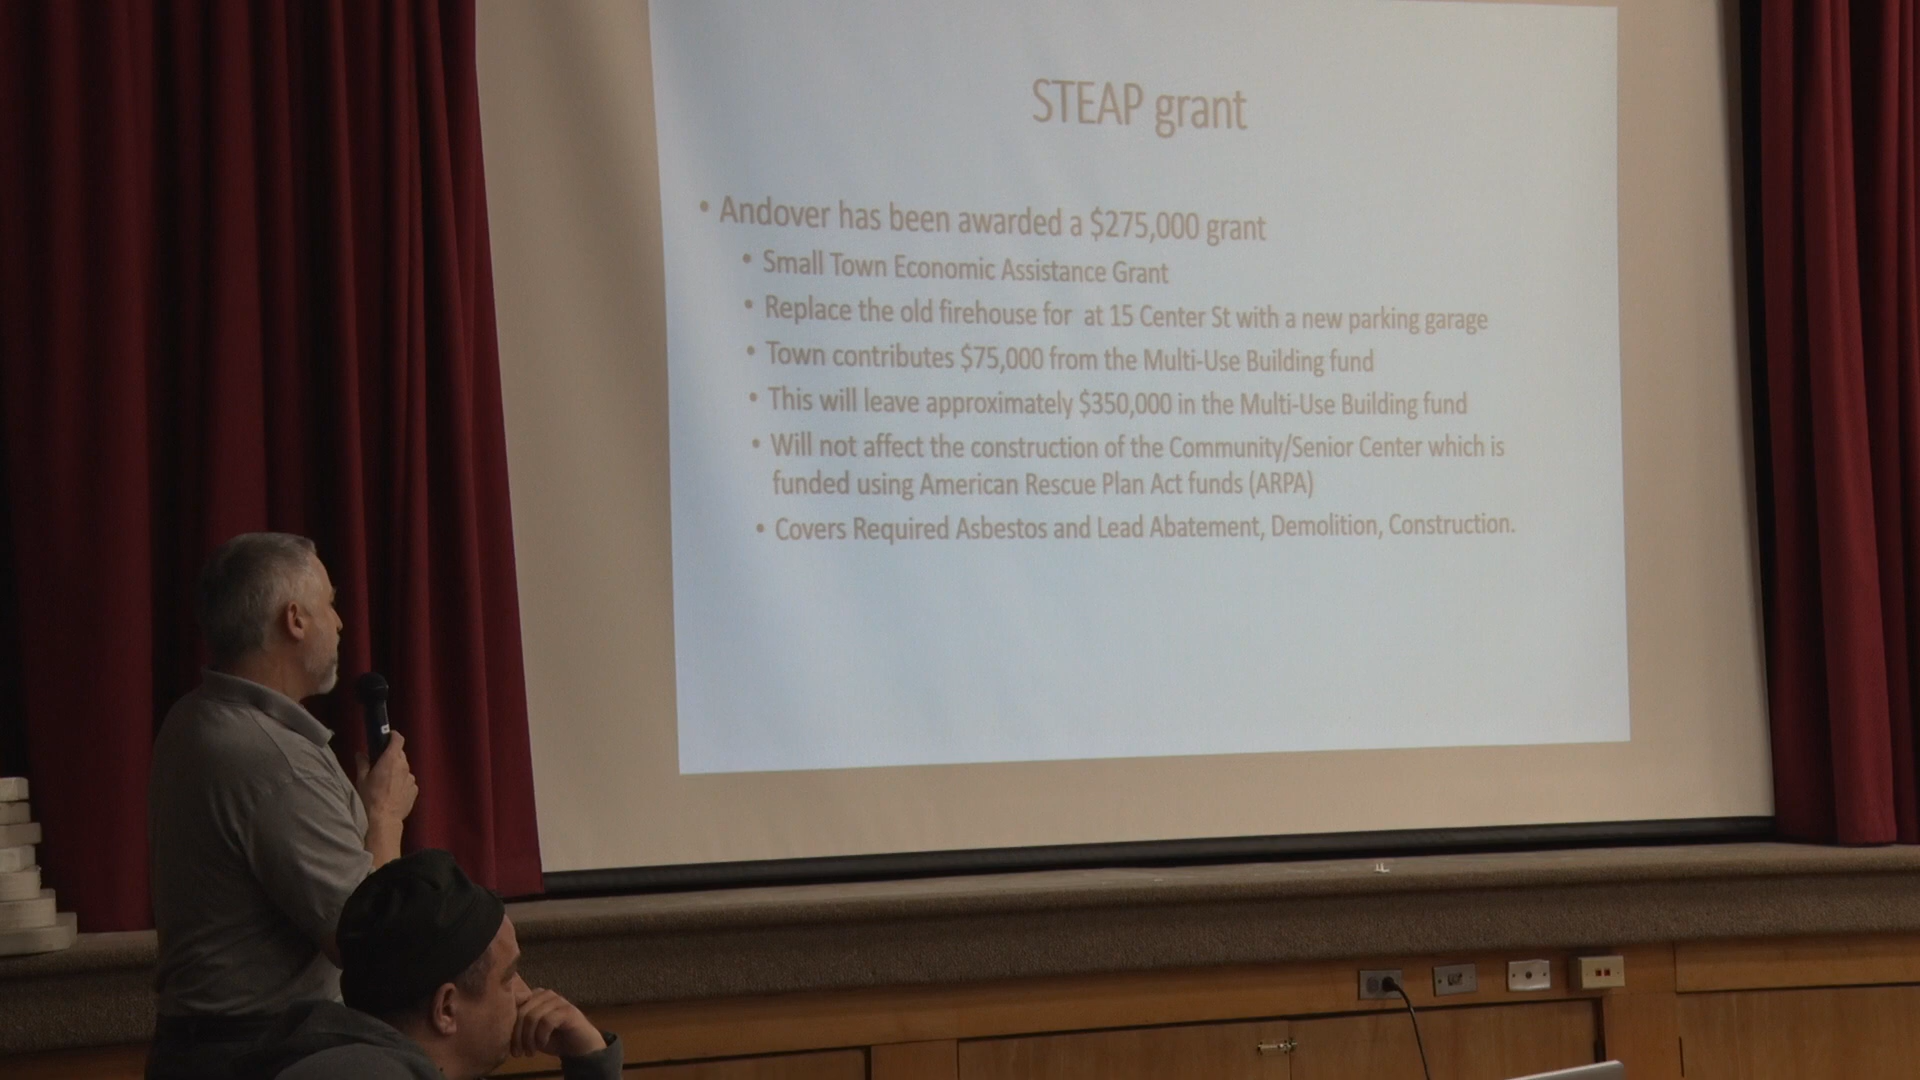 STEAP grant
• Andover has been awarded a $275,000 grant
• Small Town Economic Assistance Grant
• Replace the old firehouse for at 15 Center St with a new parking garage
• Town contributes $75,000 from the Multi-Use Building fund
• This will leave approximately $350,000 in the Multi-Use Building fund
• Will not affect the construction of the Community/Senior Center which is
funded using American Rescue Plan Act funds (ARPA)
• Covers Required Asbestos and Lead Abatement, Demolition, Construction.